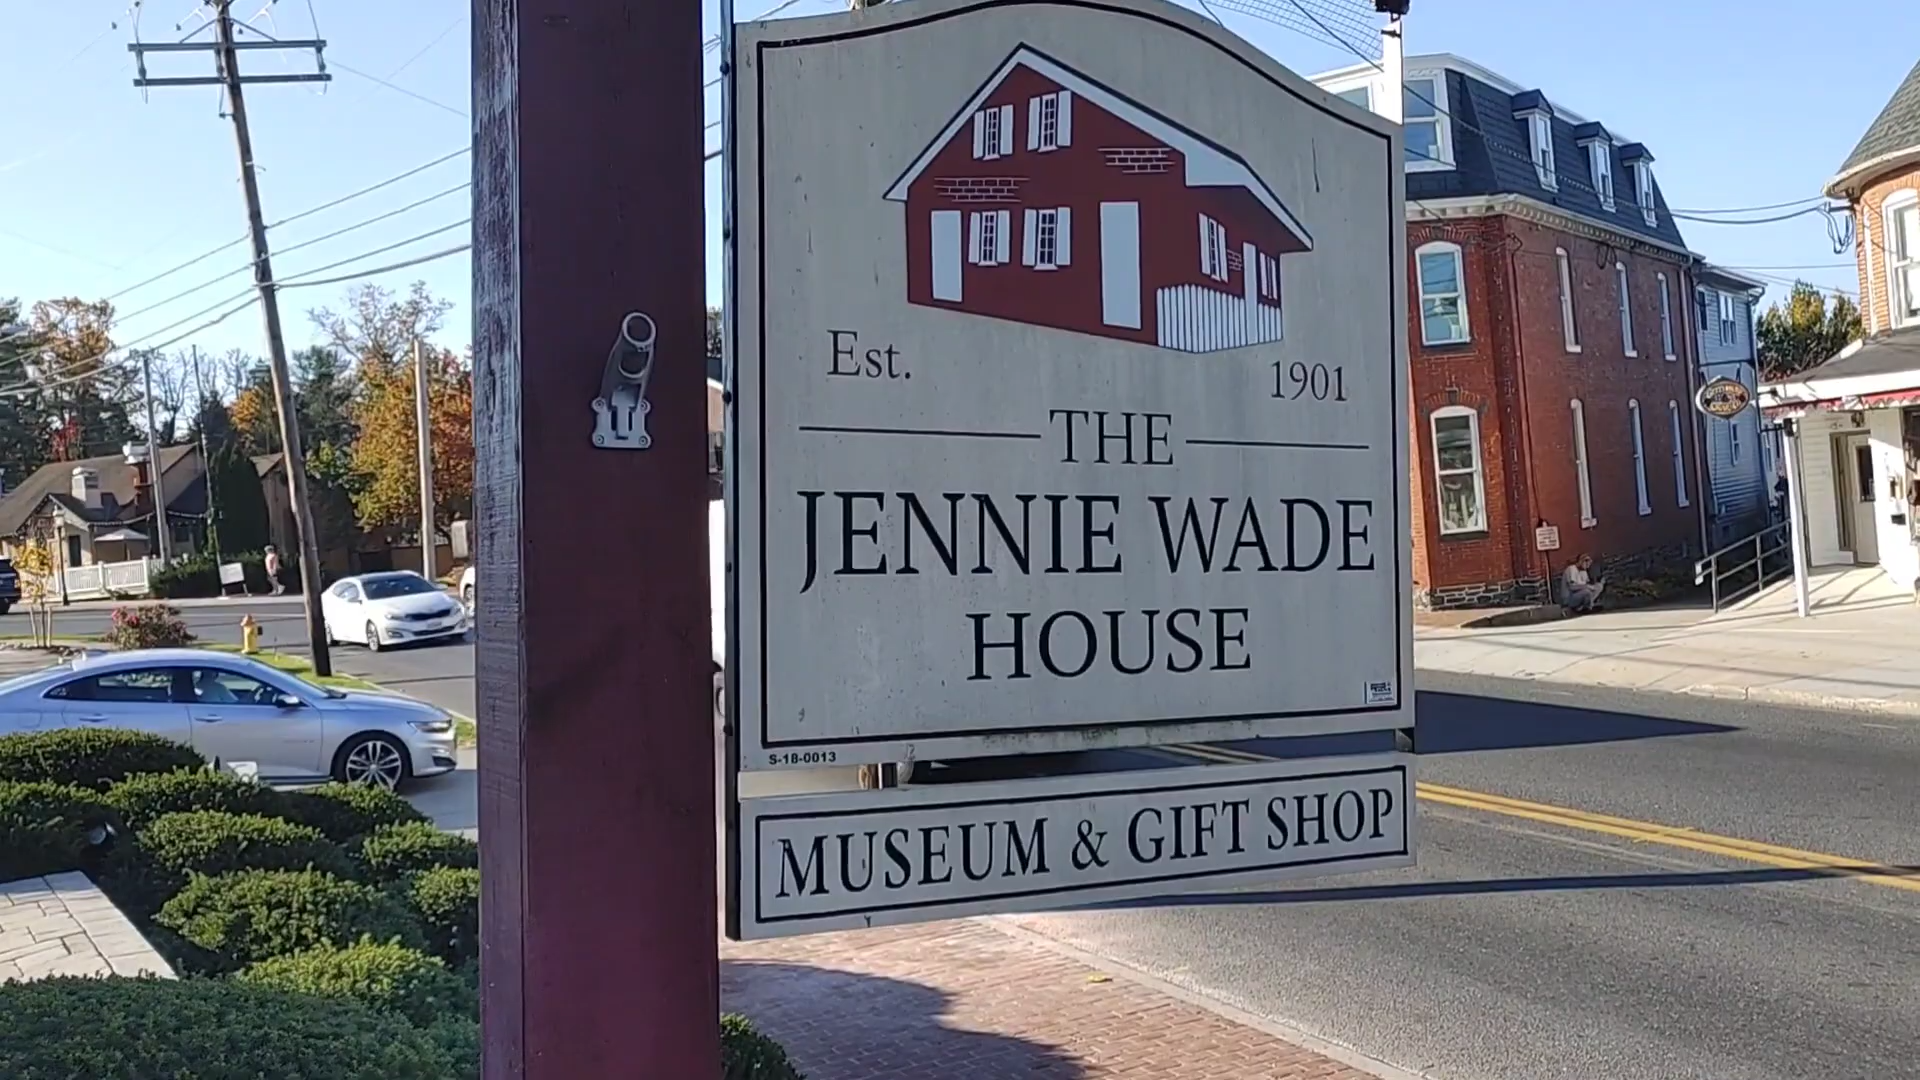 Est. 1901
THE
JENNIE WADE
HOUSE
S-18-0013
MUSEUM & GIFT SHOP